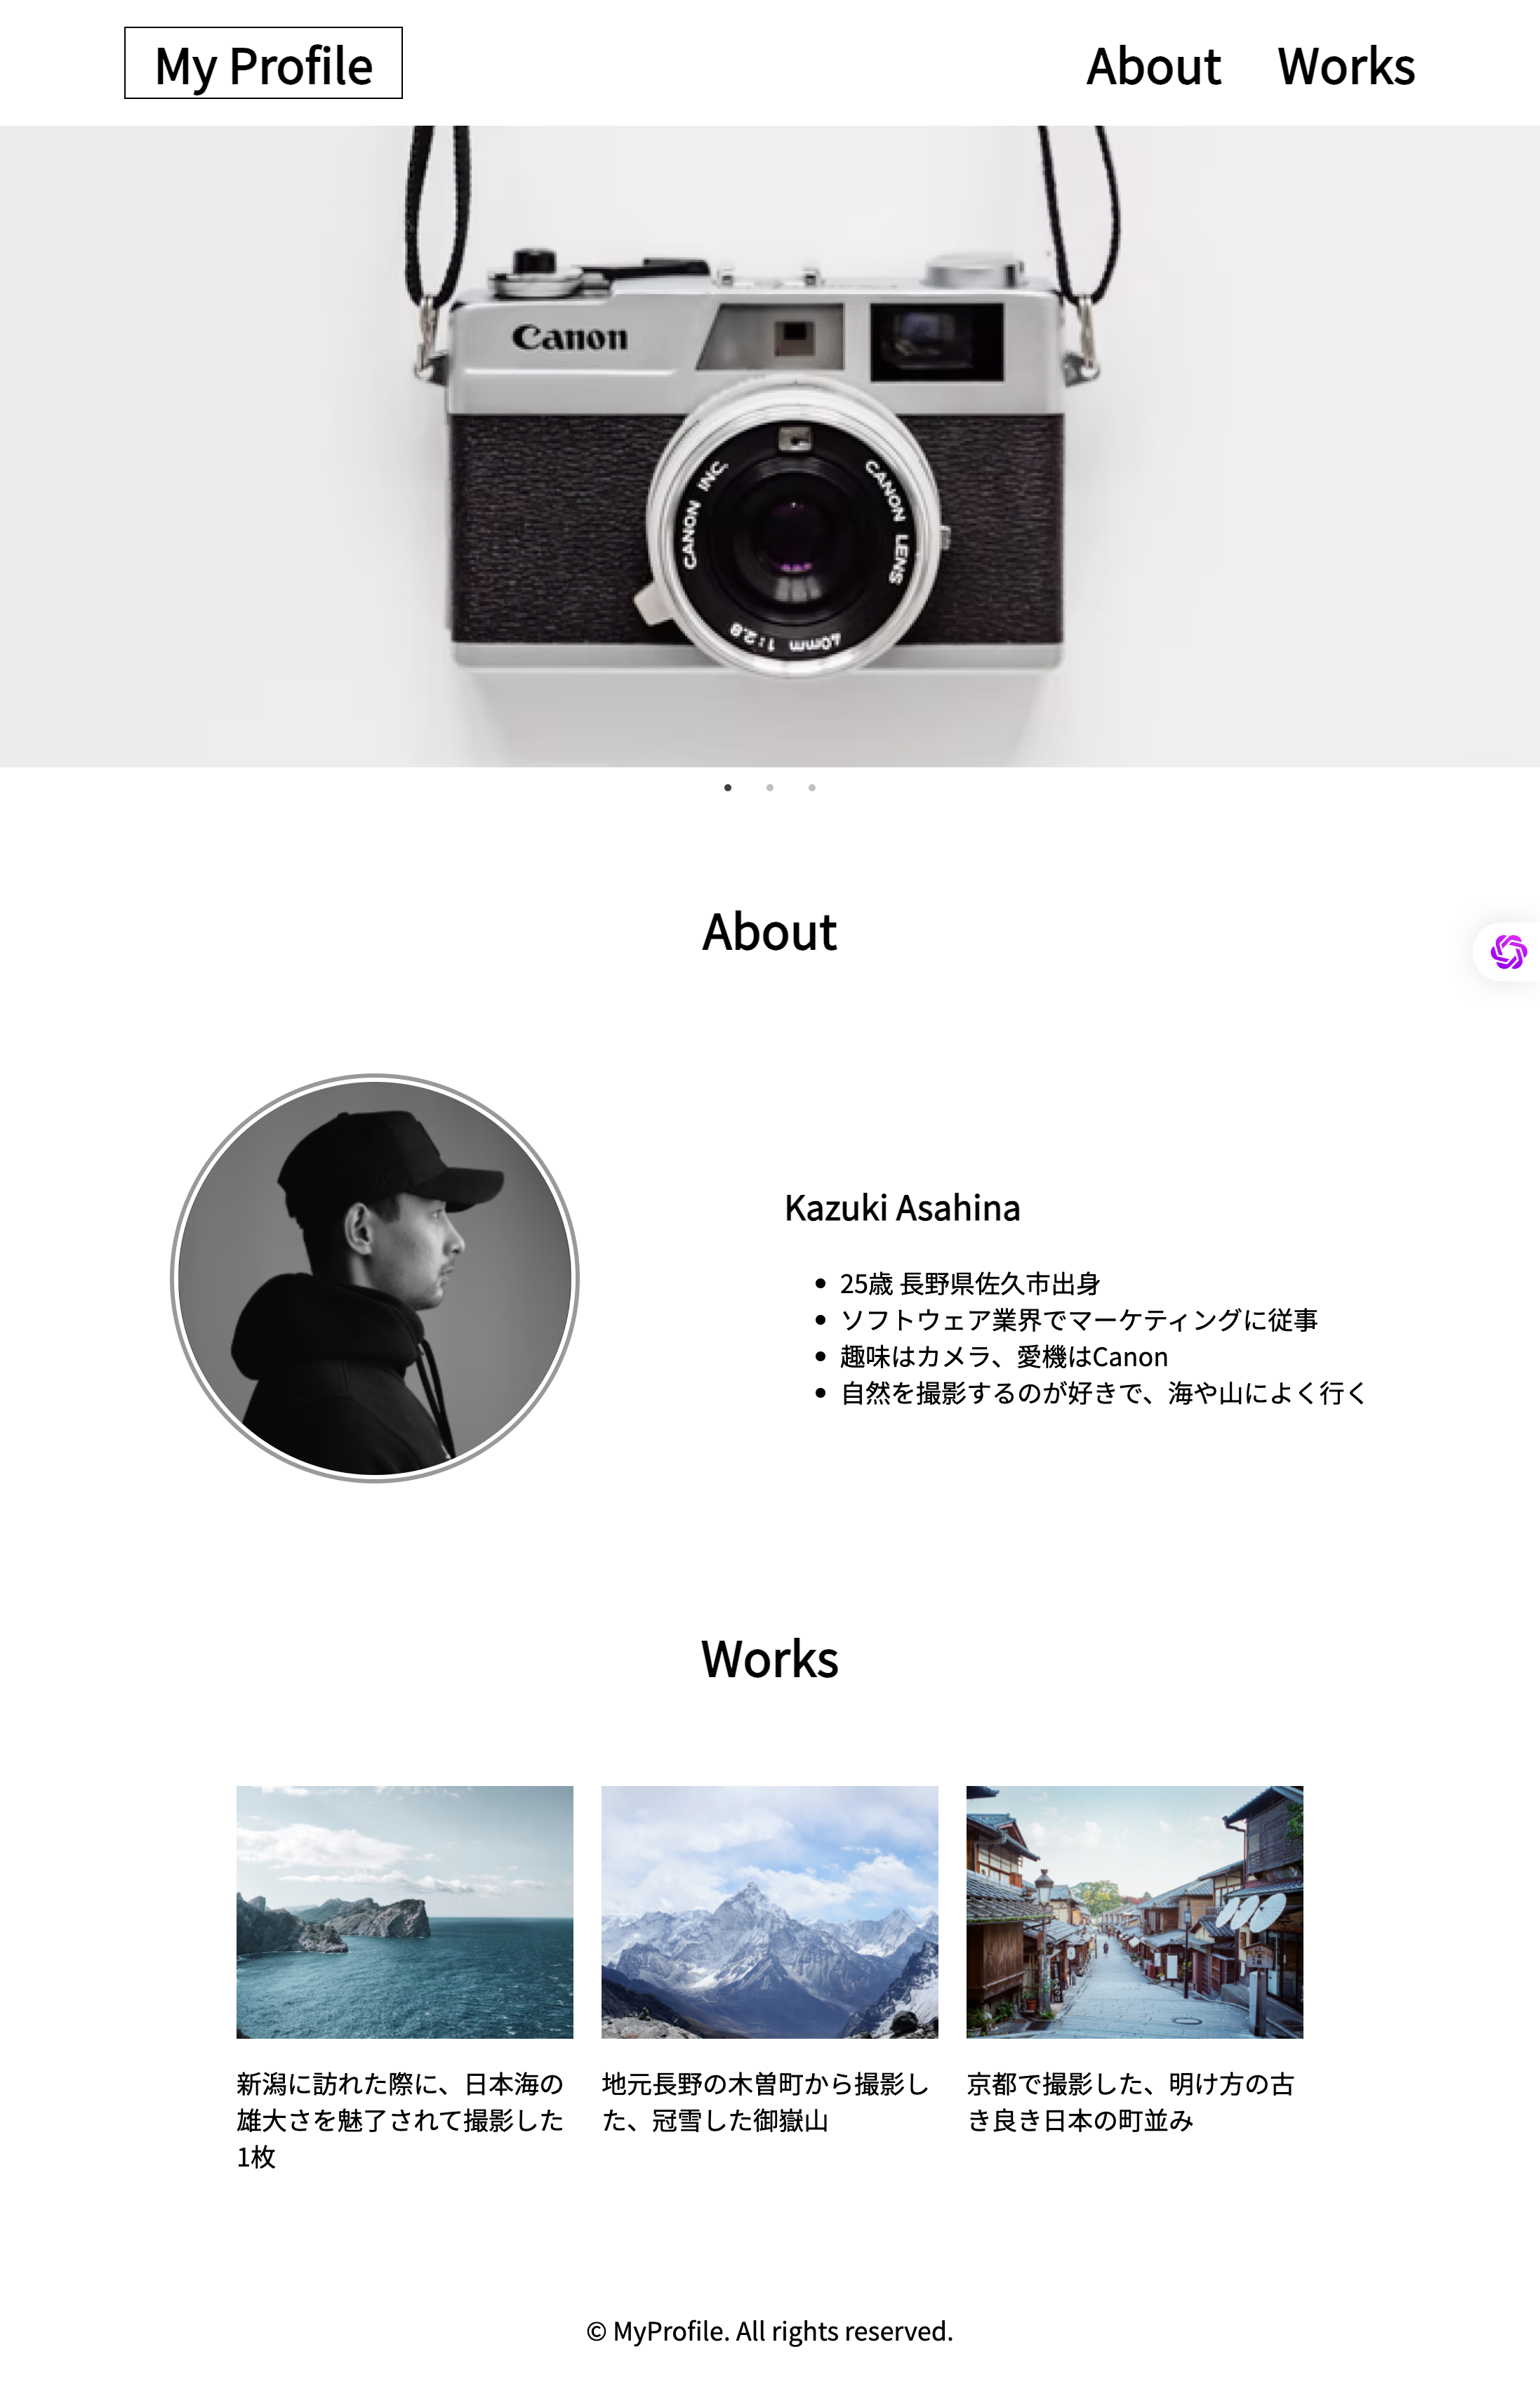 My Profile
About Works
Canon
CANON INC.
CANON LENS
40mm 1:2.8
About
Kazuki Asahina
25歳 長野県佐久市出身
ソフトウェア業界でマーケティングに従事
趣味はカメラ、愛機はCanon
自然を撮影するのが好きで、海や山によく行く
Works
新潟に訪れた際に、日本海の
雄大さを魅了されて撮影した
1枚
地元長野の木曽町から撮影し
た、冠雪した御嶽山
京都で撮影した、明け方の古
き良き日本の町並み
© MyProfile. All rights reserved.